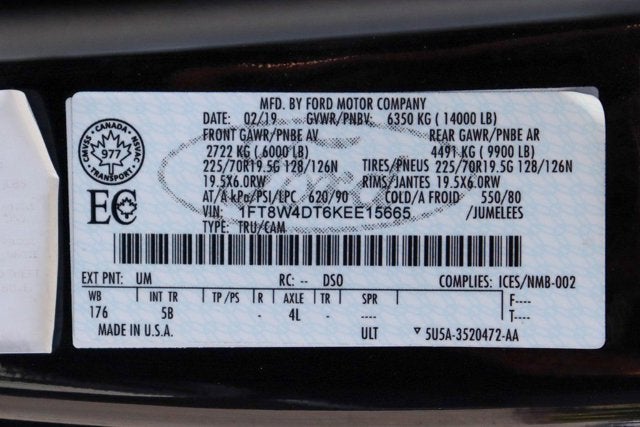 MFD. BY FORD MOTOR COMPANY
DATE: 02/19 GVWR/PNBV: 6350 KG ( 14000 LB)
FRONT GAWR/PNBE AV REAR GAWR/PNBE AR
2722 KG ( 6000 LB) 4491 KG ( 9900 LB)
225/70R19.5G 128/126N TIRES/PNEUS 225/70R19.5G 128/126N
19.5X6.0RW RIMS/JANTES 19.5X6.0RW
AT/A kPa/PSI/LPC 620/90 COLD/A FROID 550/80
VIN: 1FT8W4DT6KEE15665 /JUMELEES
TYPE: TRU/CAM
CANADA
CMVSS
NSVAC
977
TRANSPORT
EC
Ford
EXT PNT: UM RC: -- DSO COMPLIES: ICES/NMB-002
WB INT TR TP/PS R AXLE TR SPR F----
176 5B ---- - 4L -- ---- T----
MADE IN U.S.A. ULT 5U5A-3520472-AA